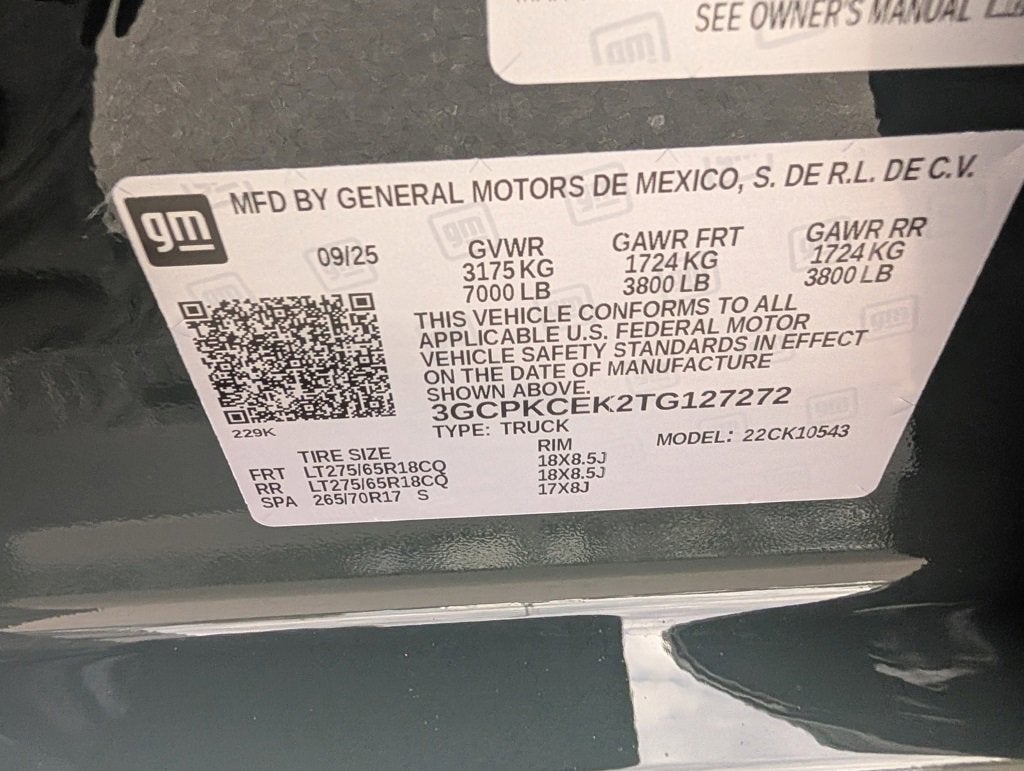 SEE OWNER'S MANUAL
gm
MFD BY GENERAL MOTORS DE MEXICO, S. DE R.L. DE C.V.
09/25
GVWR
3175 KG
7000 LB
GAWR FRT
1724 KG
3800 LB
GAWR RR
1724 KG
3800 LB
THIS VEHICLE CONFORMS TO ALL
APPLICABLE U.S. FEDERAL MOTOR
VEHICLE SAFETY STANDARDS IN EFFECT
ON THE DATE OF MANUFACTURE
SHOWN ABOVE.
3GCPKCEK2TG127272
229K
TYPE: TRUCK
MODEL: 22CK10543
TIRE SIZE
RIM
FRT LT275/65R18CQ 18X8.5J
RR LT275/65R18CQ 18X8.5J
SPA 265/70R17 S 17X8J